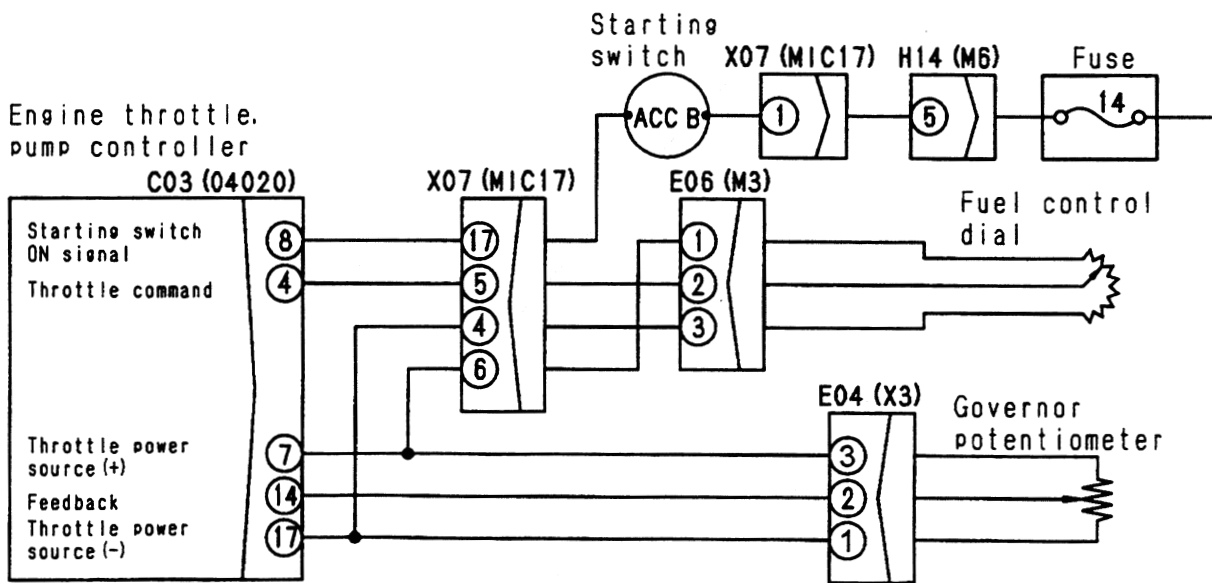 Starting
switch
X07 (MIC17)
H14 (M6)
Fuse
ACC B
1
5
14
Engine throttle.
pump controller
C03 (04020)
X07 (MIC17)
E06 (M3)
Fuel control
dial
Starting switch
ON signal
8
17
1
Throttle command
4
5
2
4
3
6
E04 (X3)
Governor
potentiometer
Throttle power
source (+)
7
3
Feedback
14
2
Throttle power
source (-)
17
1